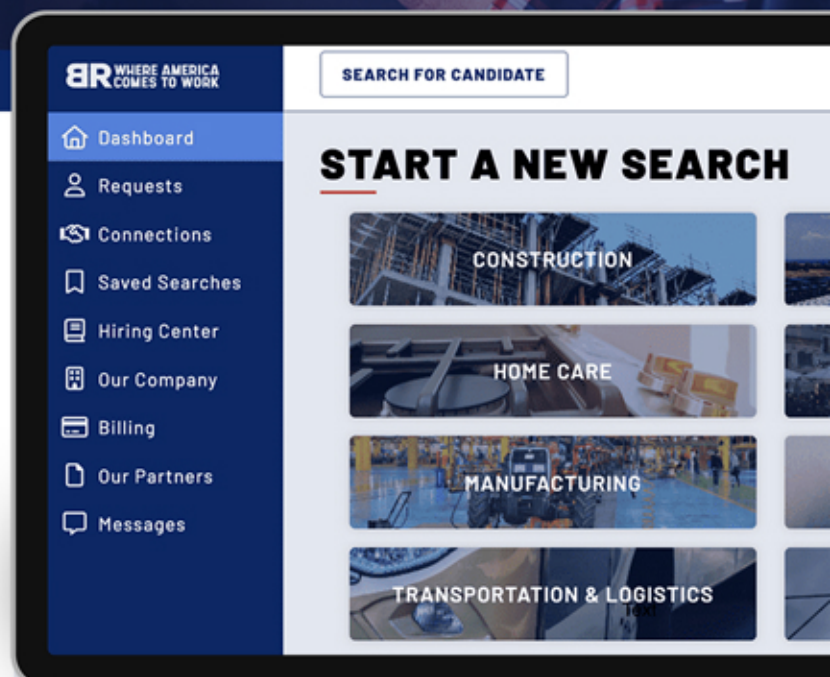 BR WHERE AMERICA
COMES TO WORK
SEARCH FOR CANDIDATE
Dashboard
Requests
Connections
Saved Searches
Hiring Center
Our Company
Billing
Our Partners
Messages
START A NEW SEARCH
CONSTRUCTION
HOME CARE
MANUFACTURING
TRANSPORTATION & LOGISTICS
Text